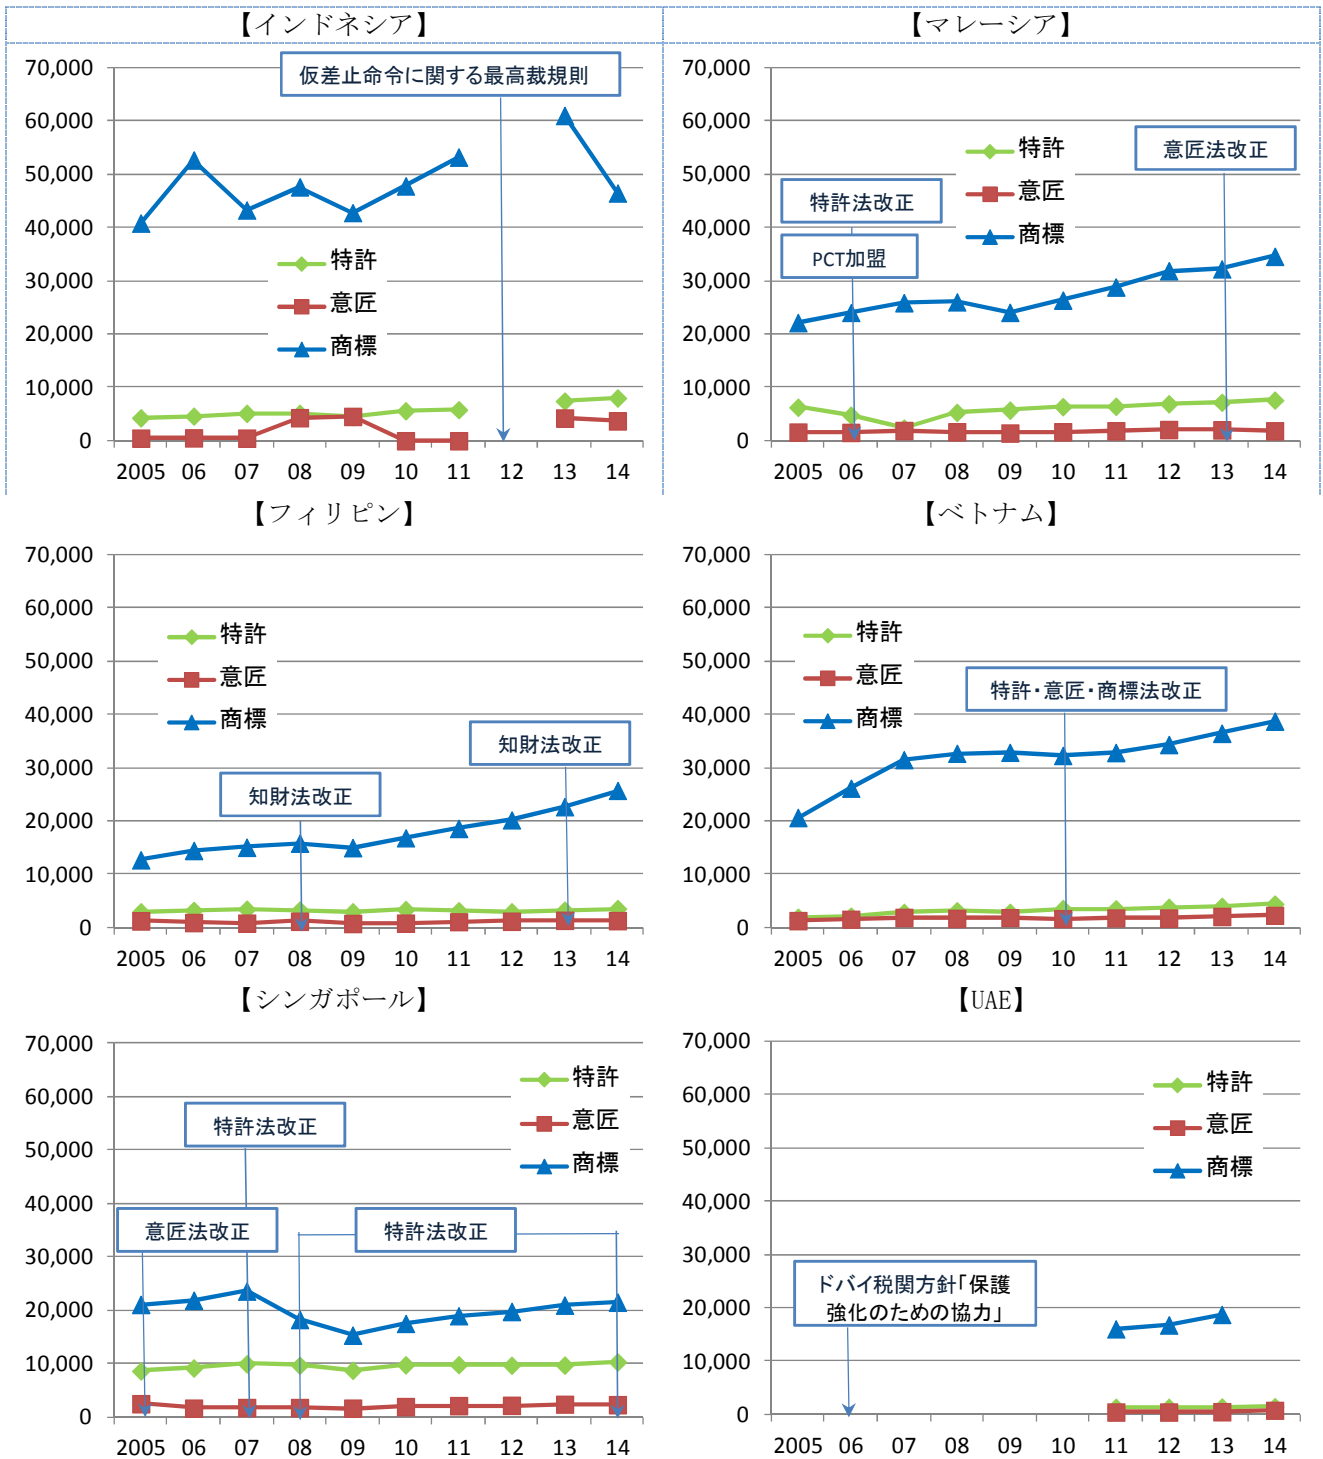 【インドネシア】
70,000
60,000
50,000
40,000
30,000
20,000
10,000
0
仮差止命令に関する最高裁規則
特許
意匠
商標
2005 06 07 08 09 10 11 12 13 14
【マレーシア】
70,000
60,000
50,000
40,000
30,000
20,000
10,000
0
特許
意匠
商標
意匠法改正
特許法改正
PCT加盟
2005 06 07 08 09 10 11 12 13 14
【フィリピン】
70,000
60,000
50,000
40,000
30,000
20,000
10,000
0
特許
意匠
商標
知財法改正
知財法改正
2005 06 07 08 09 10 11 12 13 14
【ベトナム】
70,000
60,000
50,000
40,000
30,000
20,000
10,000
0
特許
意匠
商標
特許・意匠・商標法改正
2005 06 07 08 09 10 11 12 13 14
【シンガポール】
70,000
60,000
50,000
40,000
30,000
20,000
10,000
0
特許
意匠
商標
特許法改正
意匠法改正
特許法改正
2005 06 07 08 09 10 11 12 13 14
【UAE】
70,000
60,000
50,000
40,000
30,000
20,000
10,000
0
特許
意匠
商標
ドバイ税関方針「保護
強化のための協力」
2005 06 07 08 09 10 11 12 13 14